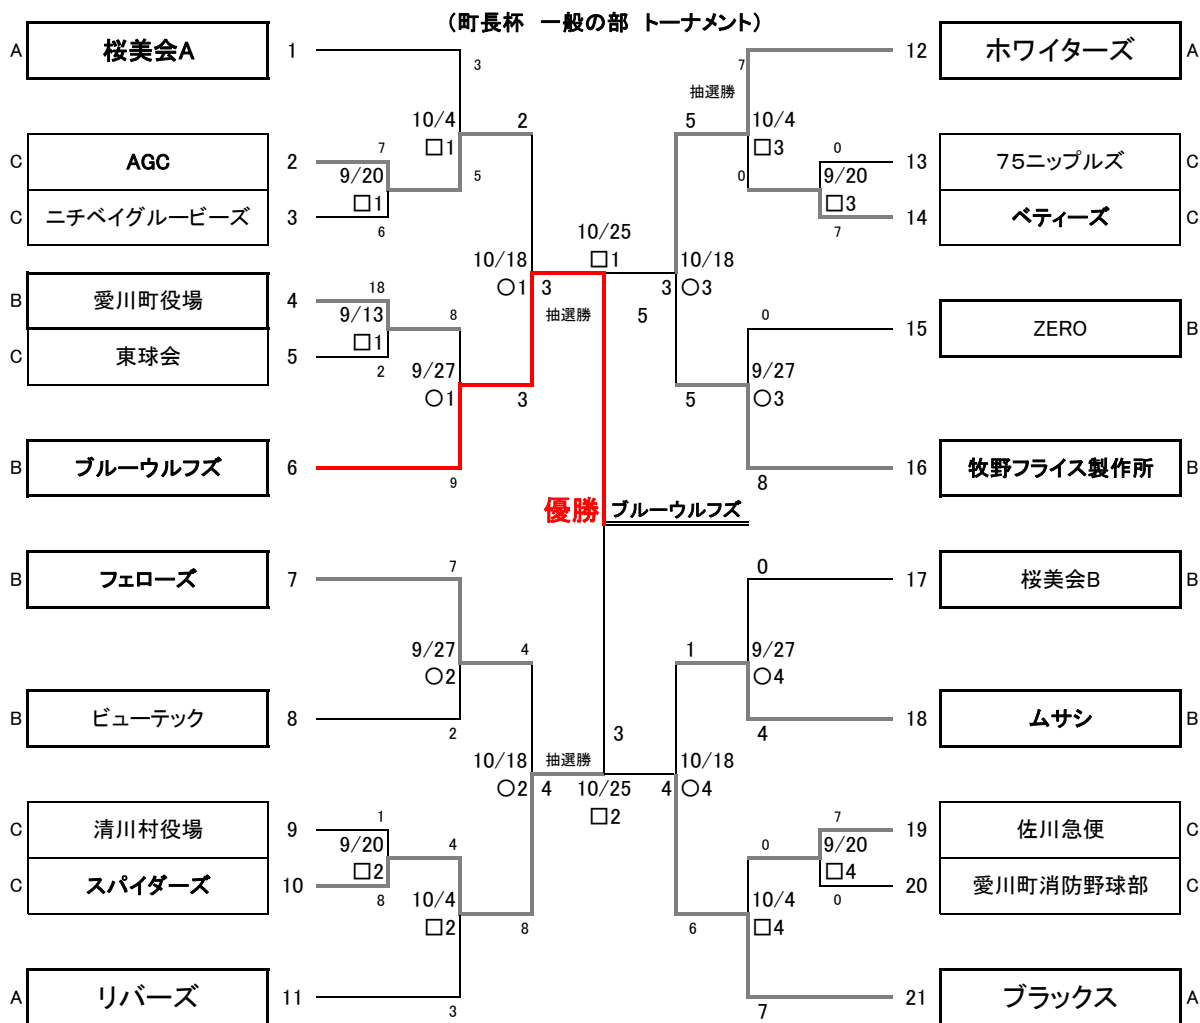 (町長杯 一般の部 トーナメント)
A 桜美会A 1
3
10/4
□1
2
C AGC 2
7
9/20
□1
5
C ニチベイグルービーズ 3
6
10/18
○1
3
抽選勝
B 愛川町役場 4
18
9/13
□1
8
C 東球会 5
2
9/27
○1
3
B ブルーウルフズ 6
9
12 ホワイターズ A
7
抽選勝
5
10/4
□3
0
13 75ニップルズ C
0
9/20
□3
14 ベティーズ C
7
10/25
□1
10/18
3 ○3
5
15 ZERO B
0
9/27
○3
5
16 牧野フライス製作所 B
8
優勝 ブルーウルフズ
B フェローズ 7
7
9/27
○2
4
B ビューテック 8
2
10/18
○2
抽選勝
4
C 清川村役場 9
1
9/20
□2
4
C スパイダーズ 10
8
10/4
□2
8
A リバーズ 11
3
17 桜美会B B
0
1
9/27
○4
18 ムサシ B
4
3
10/25
□2
10/18
4 ○4
19 佐川急便 C
7
0
9/20
□4
20 愛川町消防野球部 C
0
10/4
□4
6
21 ブラックス A
7